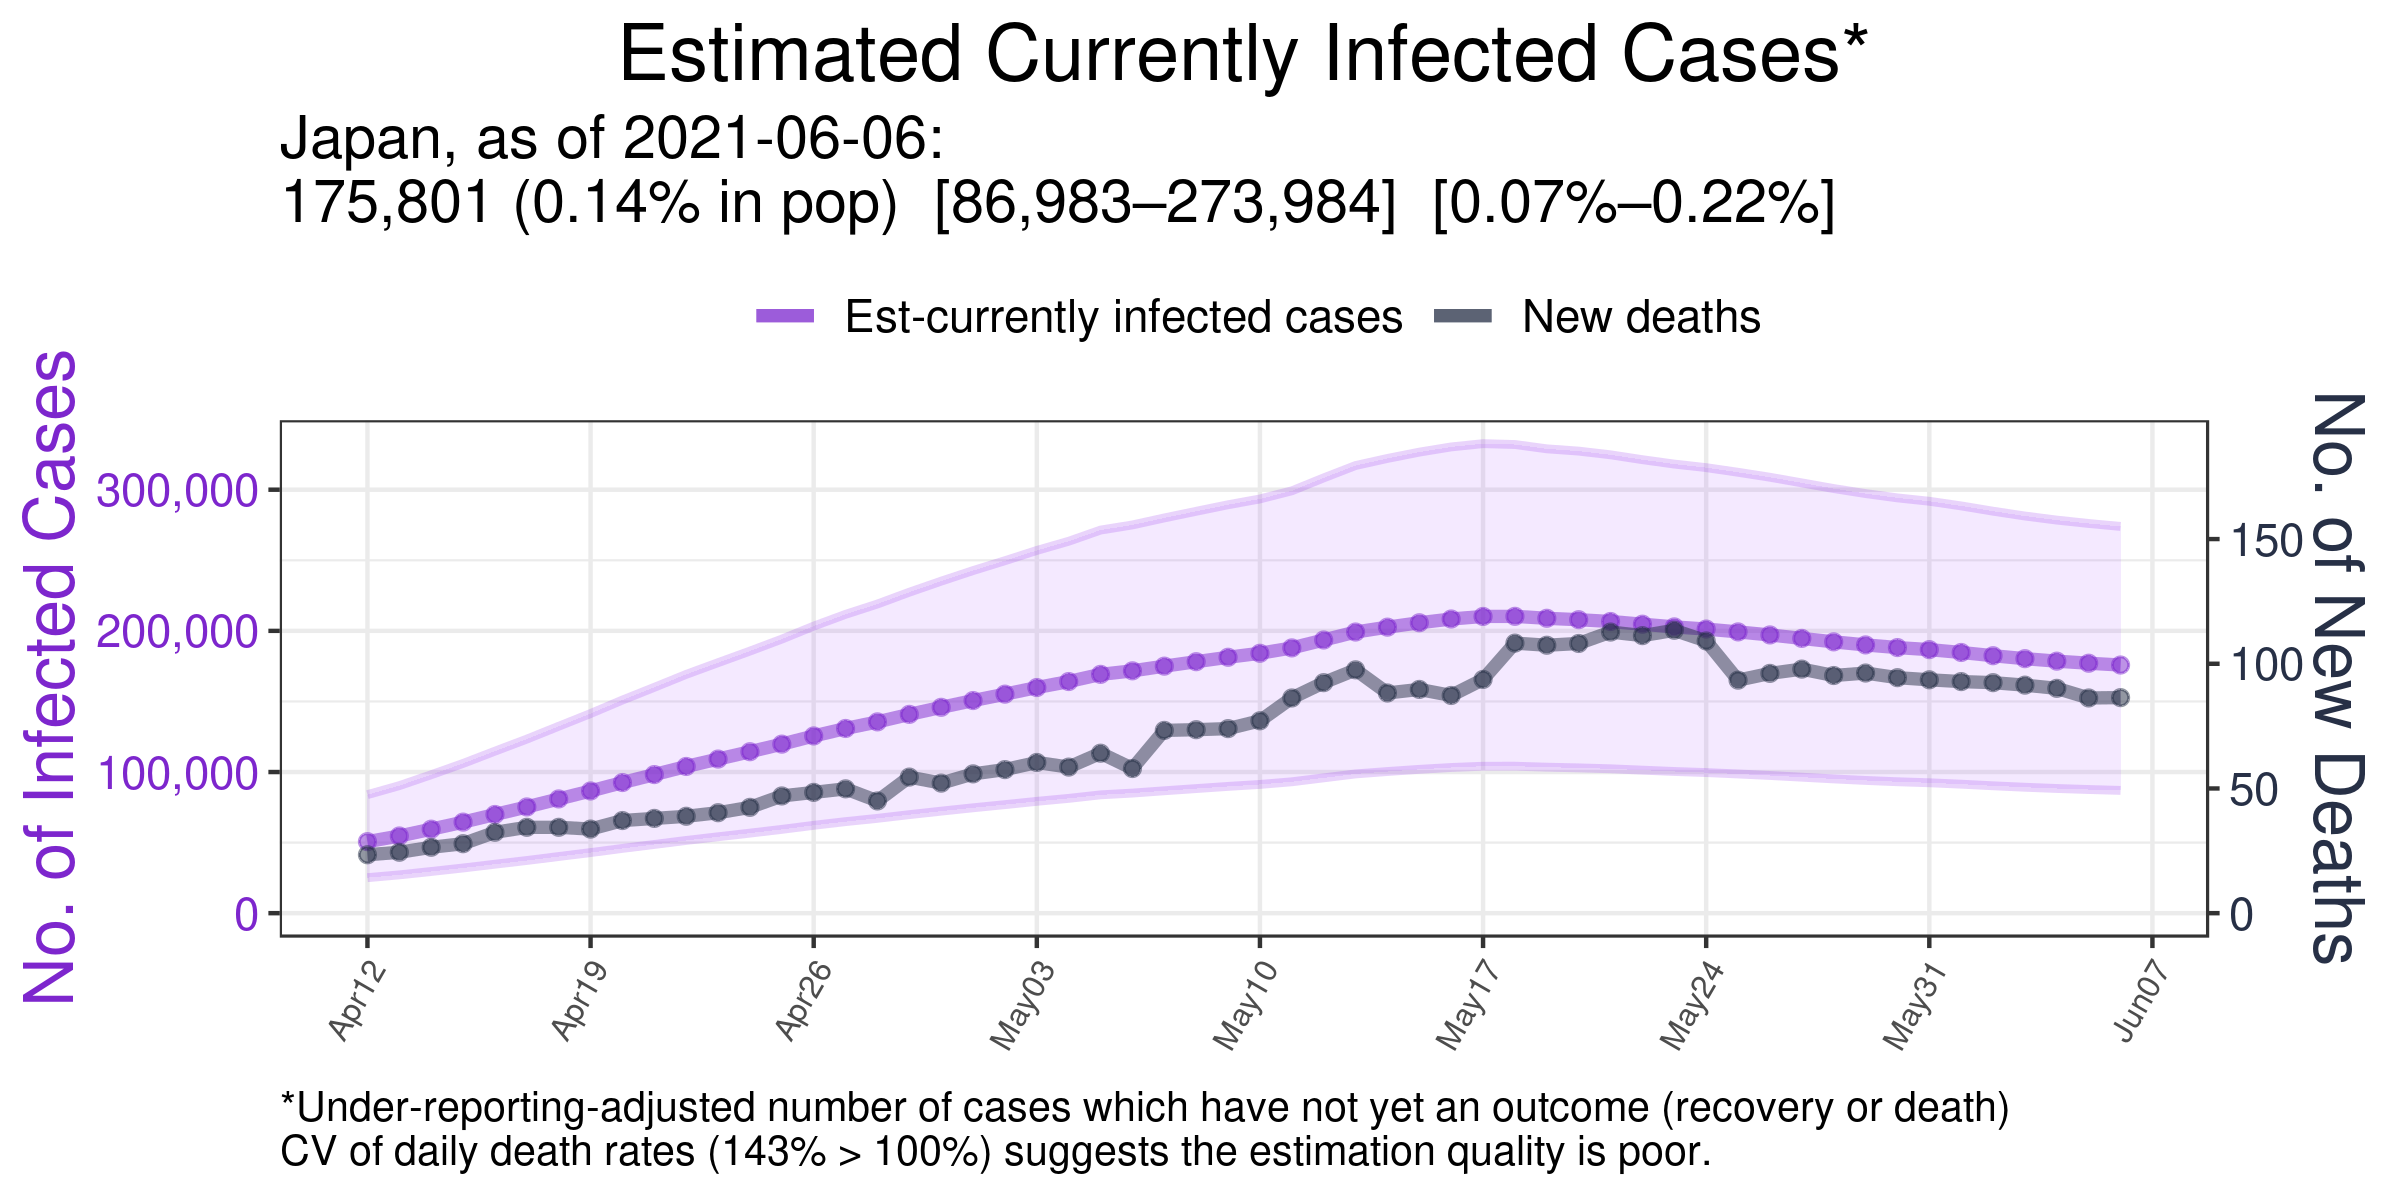 Estimated Currently Infected Cases*
Japan, as of 2021-06-06:
175,801 (0.14% in pop)  [86,983–273,984]  [0.07%–0.22%]
Est-currently infected cases
New deaths
No. of Infected Cases
300,000
200,000
100,000
0
No. of New Deaths
150
100
50
0
Apr12
Apr19
Apr26
May03
May10
May17
May24
May31
Jun07
*Under-reporting-adjusted number of cases which have not yet an outcome (recovery or death)
CV of daily death rates (143% > 100%) suggests the estimation quality is poor.